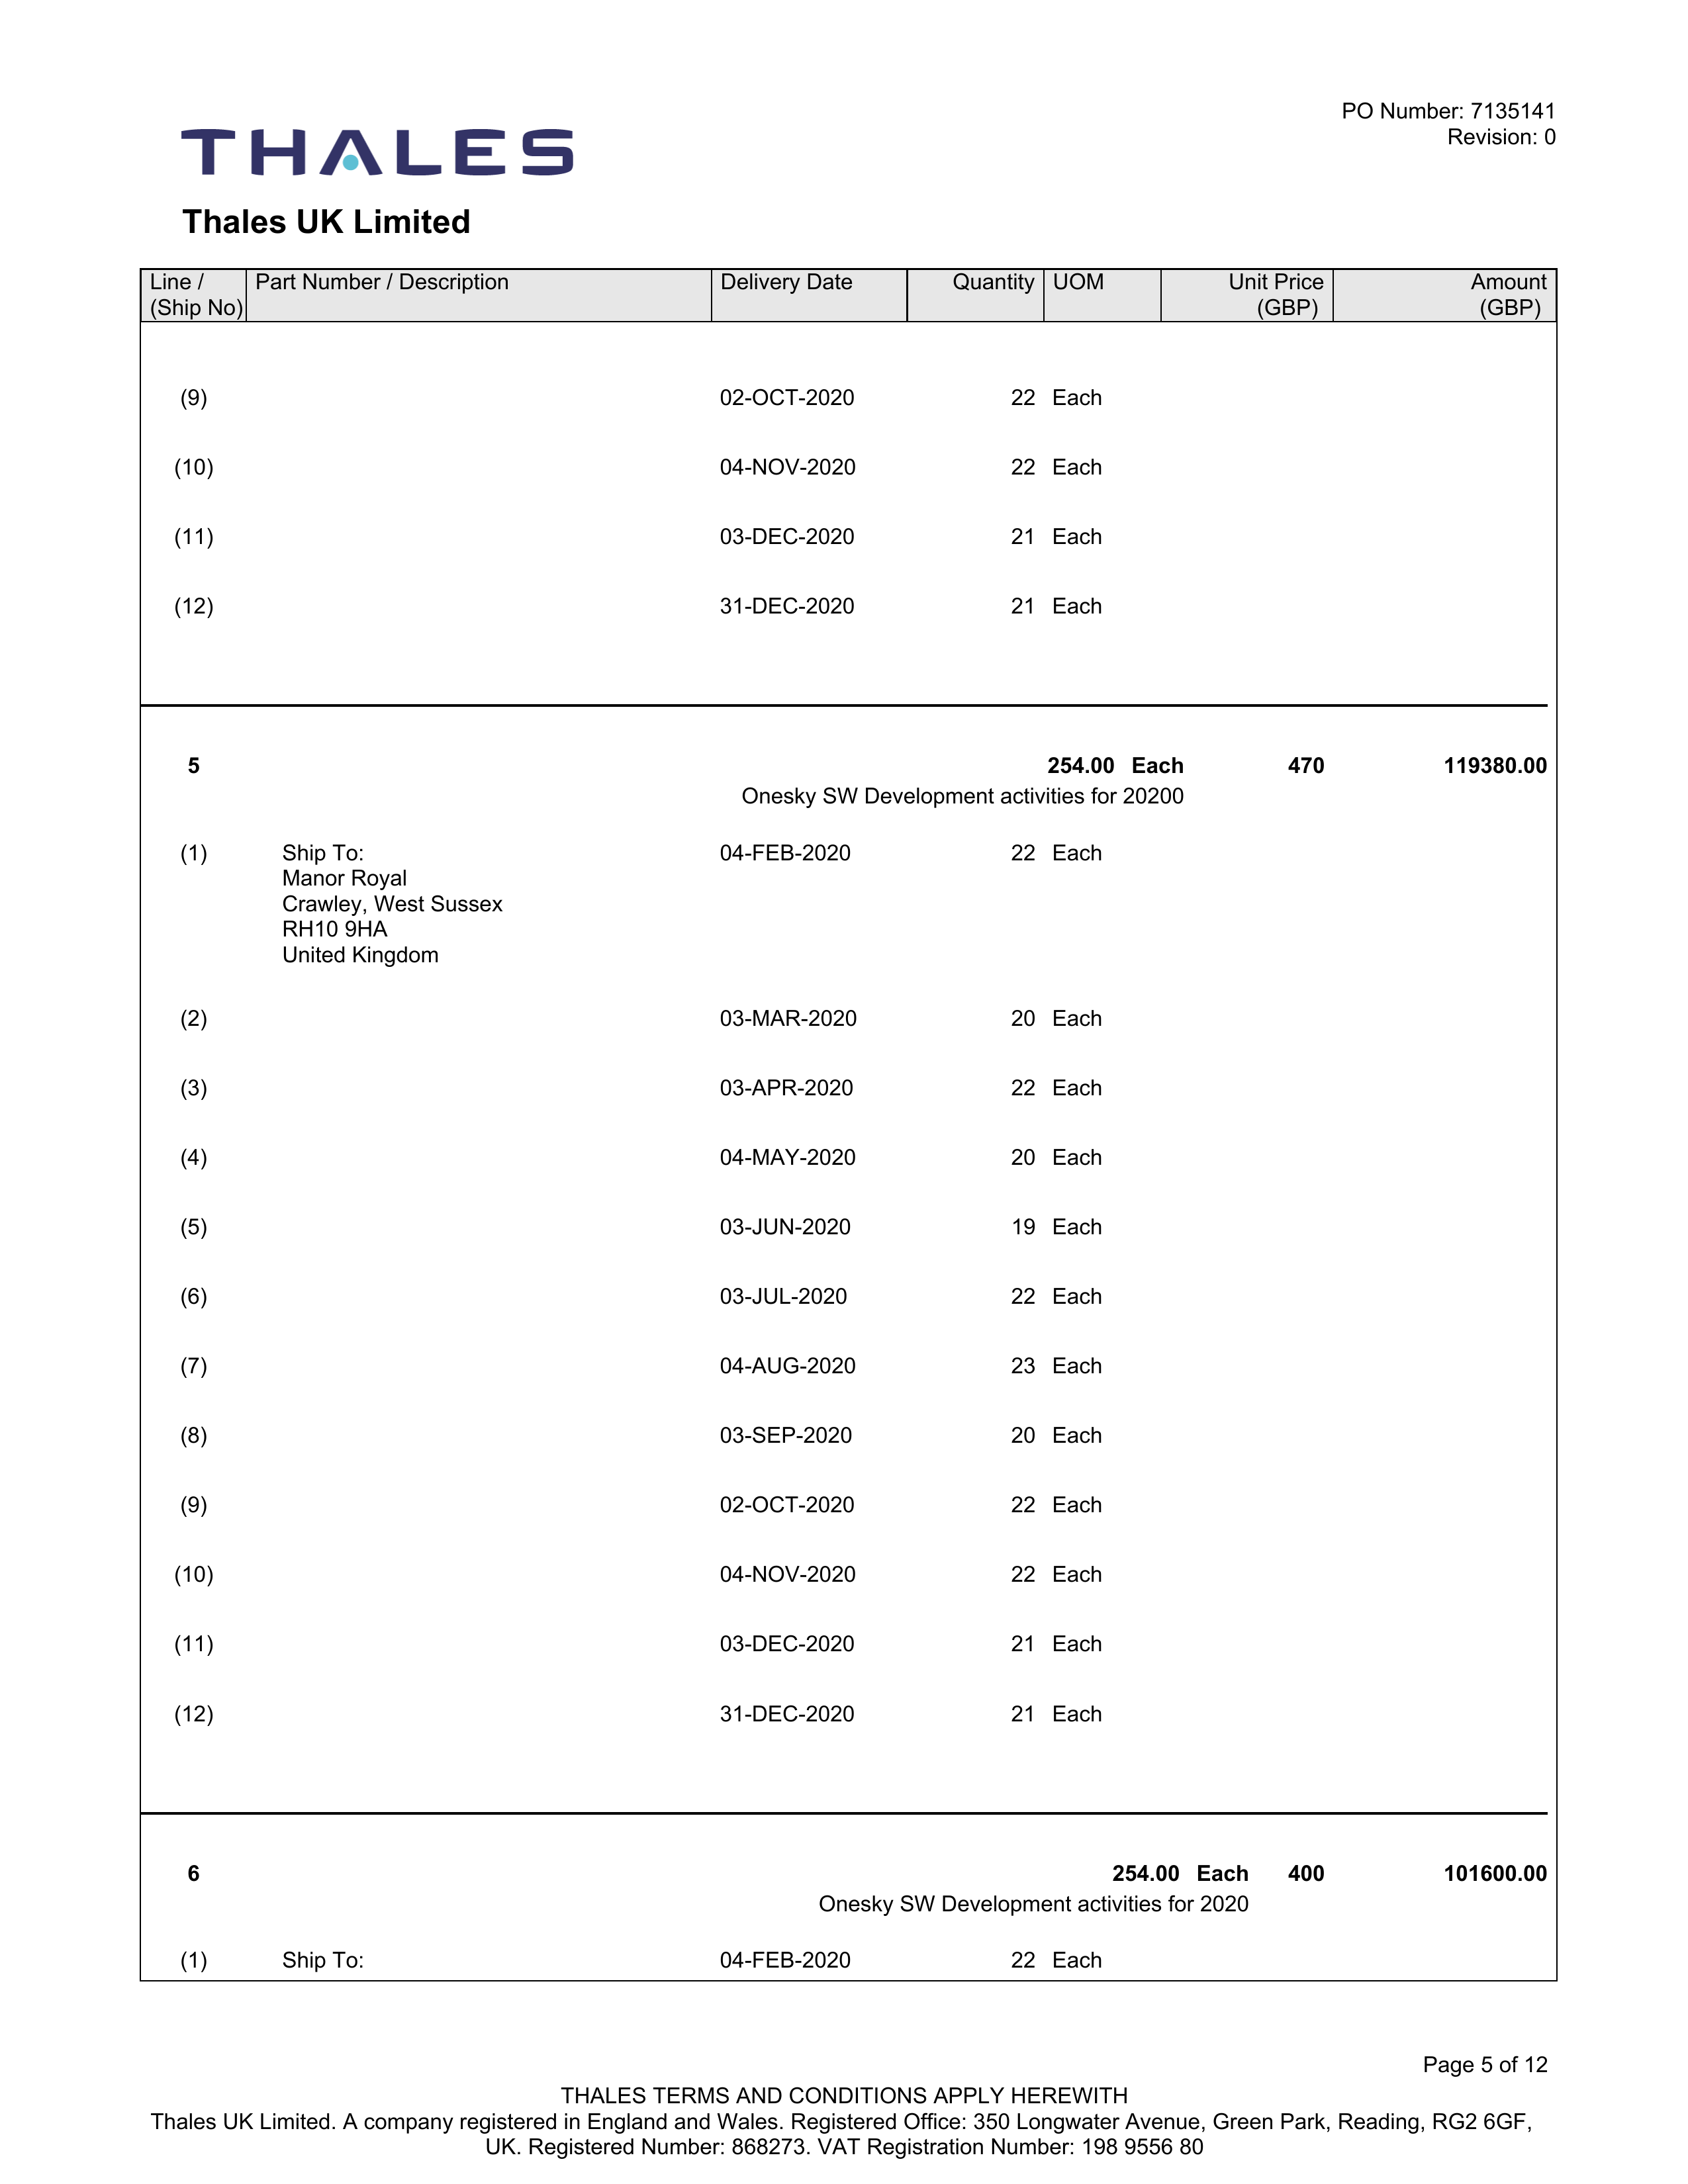 PO Number: 7135141
Revision: 0
THALES
Thales UK Limited
Line / Part Number / Description Delivery Date Quantity UOM Unit Price Amount
(Ship No) (GBP) (GBP)
(9) 02-OCT-2020 22 Each
(10) 04-NOV-2020 22 Each
(11) 03-DEC-2020 21 Each
(12) 31-DEC-2020 21 Each
5 254.00 Each 470 119380.00
Onesky SW Development activities for 20200
(1) Ship To: 04-FEB-2020 22 Each
Manor Royal
Crawley, West Sussex
RH10 9HA
United Kingdom
(2) 03-MAR-2020 20 Each
(3) 03-APR-2020 22 Each
(4) 04-MAY-2020 20 Each
(5) 03-JUN-2020 19 Each
(6) 03-JUL-2020 22 Each
(7) 04-AUG-2020 23 Each
(8) 03-SEP-2020 20 Each
(9) 02-OCT-2020 22 Each
(10) 04-NOV-2020 22 Each
(11) 03-DEC-2020 21 Each
(12) 31-DEC-2020 21 Each
6 254.00 Each 400 101600.00
Onesky SW Development activities for 2020
(1) Ship To: 04-FEB-2020 22 Each
Page 5 of 12
THALES TERMS AND CONDITIONS APPLY HEREWITH
Thales UK Limited. A company registered in England and Wales. Registered Office: 350 Longwater Avenue, Green Park, Reading, RG2 6GF,
UK. Registered Number: 868273. VAT Registration Number: 198 9556 80